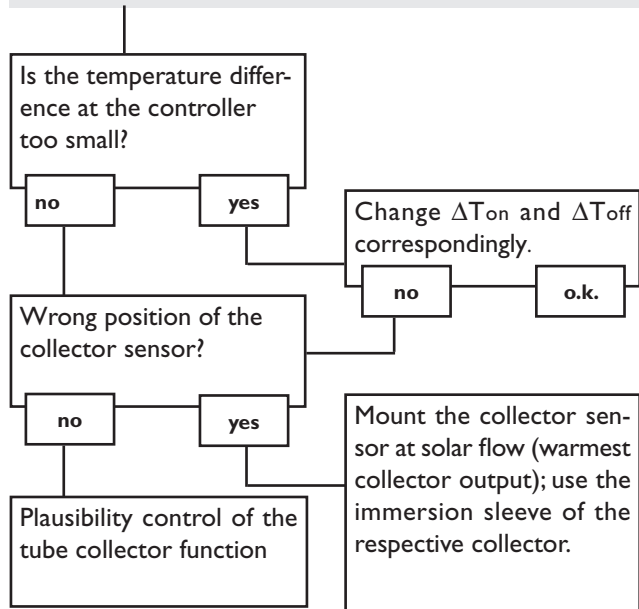 Is the temperature differ-
ence at the controller
too small?
no
yes
Change ΔTon and ΔToff
correspondingly.
no
o.k.
Wrong position of the
collector sensor?
no
yes
Mount the collector sen-
sor at solar flow (warmest
collector output); use the
immersion sleeve of the
respective collector.
Plausibility control of the
tube collector function